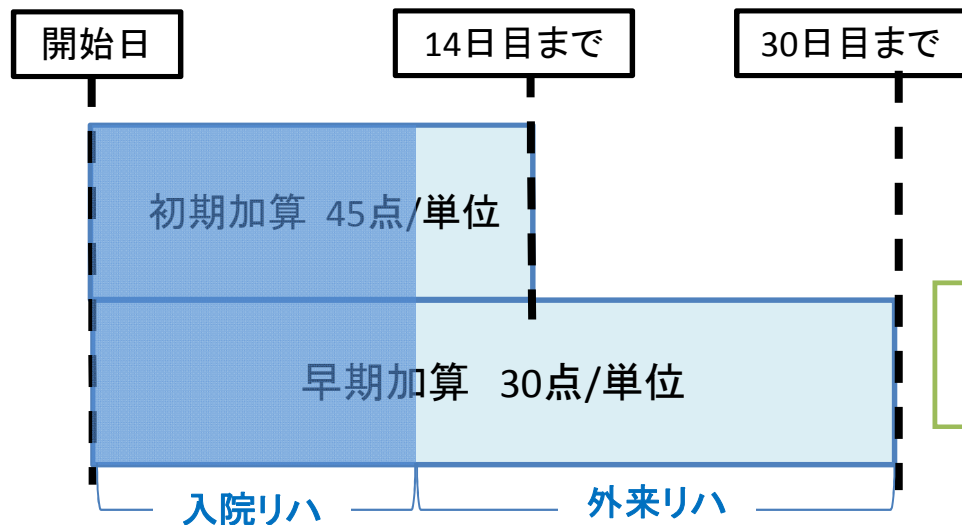 開始日
14日目まで
30日目まで
初期加算 45点/単位
早期加算 30点/単位
入院リハ
外来リハ